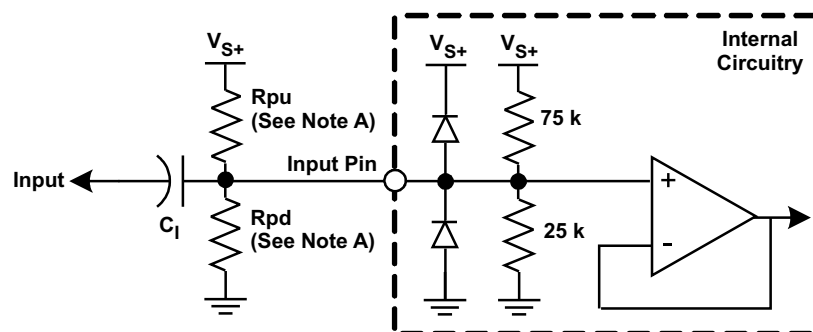 V_S+
V_S+
V_S+
Internal
Circuitry
Rpu
(See Note A)
75 k
Input Pin
Input
+
C_I
Rpd
(See Note A)
25 k
-